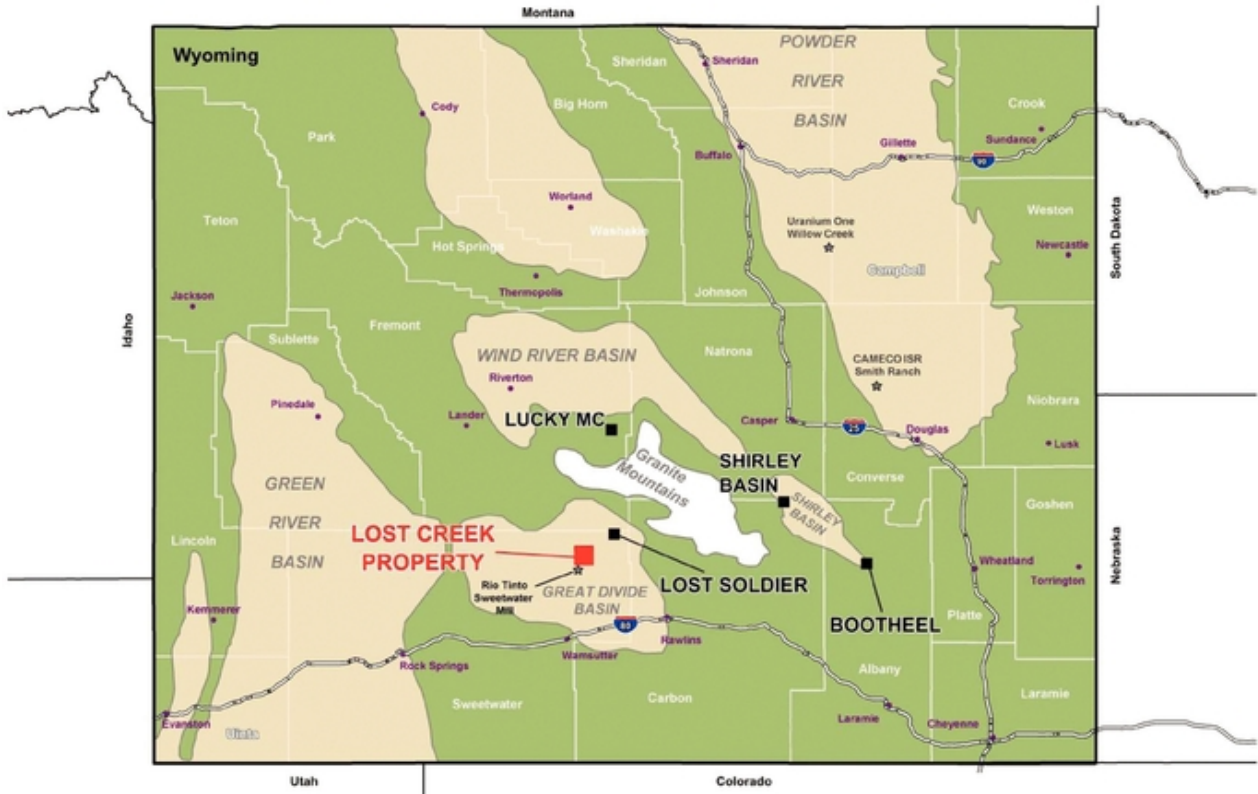 Montana
Wyoming
POWDER
RIVER
BASIN
Sheridan
Sheridan
Cody
Big Horn
Crook
Park
Sundance
Gillette
Buffalo
90
Worland
Teton
Weston
Uranium One
Willow Creek
Washakie
Hot Springs
Newcastle
South Dakota
Campbell
Thermopolis
Johnson
Jackson
Idaho
Fremont
Sublette
WIND RIVER BASIN
Natrona
CAMECO ISR
Smith Ranch
Riverton
Pinedale
Niobrara
Lander
LUCKY MC
Casper
25
Douglas
Lusk
Granite
Mountains
SHIRLEY
BASIN
Converse
GREEN
RIVER
BASIN
SHIRLEY
BASIN
Goshen
LOST CREEK
PROPERTY
Lincoln
Nebraska
Wheatland
Torrington
Rio Tinto
Sweetwater
Mill
LOST SOLDIER
GREAT DIVIDE
BASIN
Kemmerer
Platte
80
BOOTHEEL
Rawlins
Wamsutter
Rock Springs
Albany
Sweetwater
Carbon
Laramie
Laramie
Cheyenne
Evanston
Uinta
Utah
Colorado